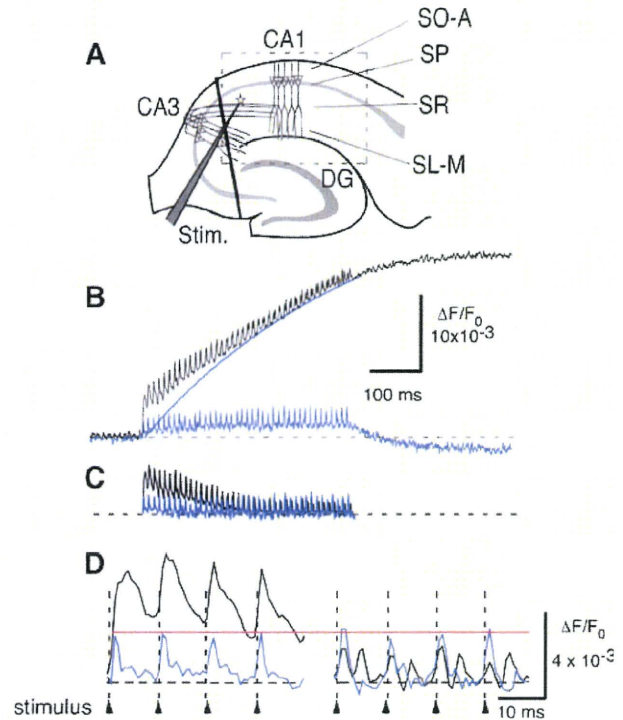 A
CA1
SO-A
SP
CA3
SR
SL-M
DG
Stim.
B
ΔF/F0
10x10-3
100 ms
C
D
ΔF/F0
4 x 10-3
stimulus
10 ms